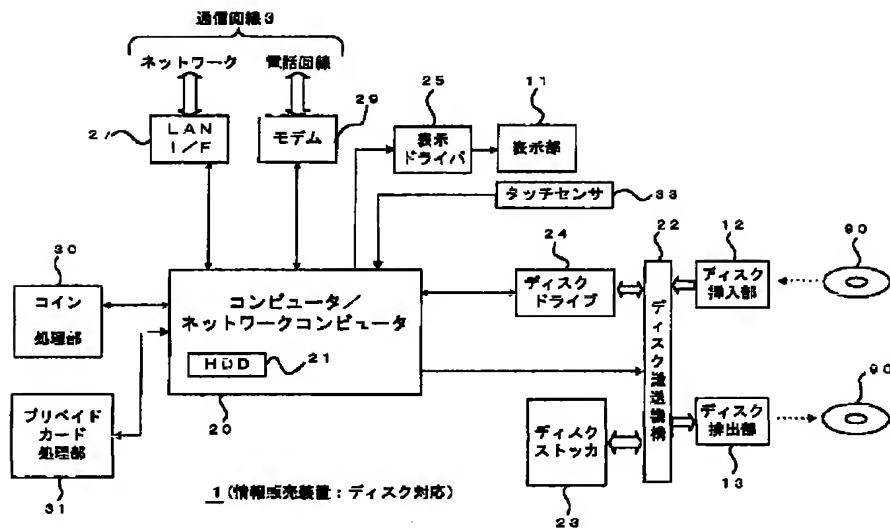 通信回線3
ネットワーク
電話回線
27
LAN
I/F
モデム
29
25
表示
ドライバ
11
表示部
タッチセンサ
33
30
コイン
処理部
コンピュータ/
ネットワークコンピュータ
HDD
21
20
プリペイド
カード
処理部
31
24
ディスク
ドライブ
22
ディスク搬送機構
12
ディスク
挿入部
90
ディスク
ストッカ
23
ディスク
排出部
13
90
1(情報販売装置:ディスク対応)